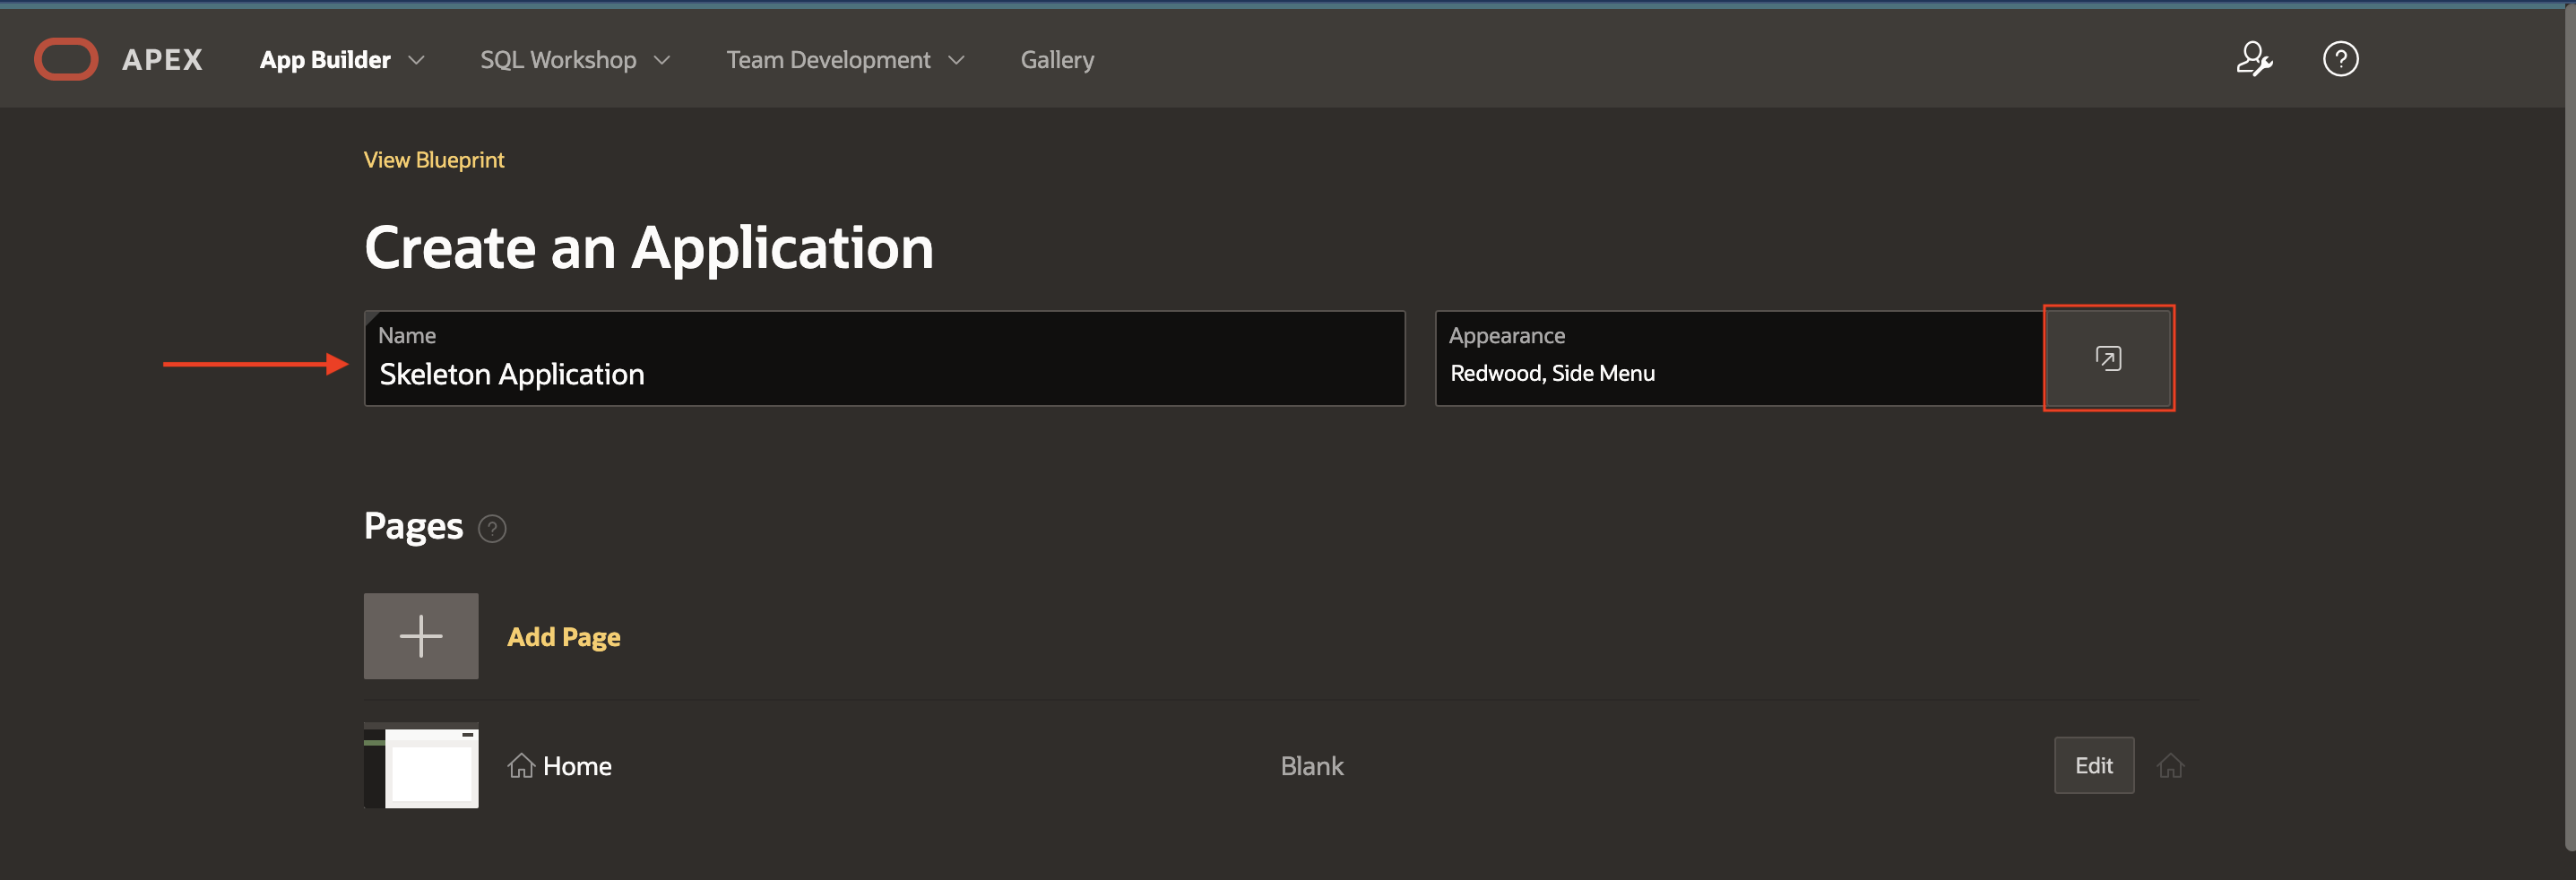 APEX App Builder SQL Workshop Team Development Gallery
View Blueprint
Create an Application
Name
Skeleton Application
Appearance
Redwood, Side Menu
Pages ?
Add Page
Home Blank Edit